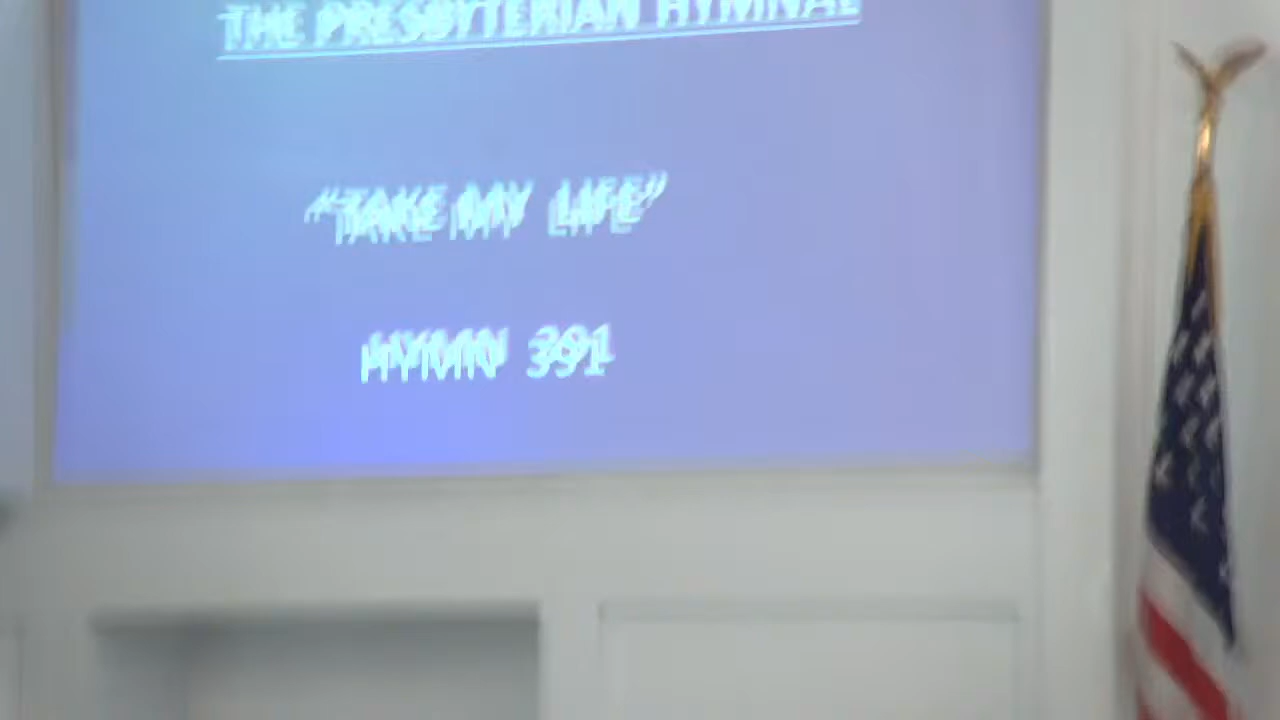 THE PRESBYTERIAN HYMNAL
“TAKE MY LIFE”
HYMN 391